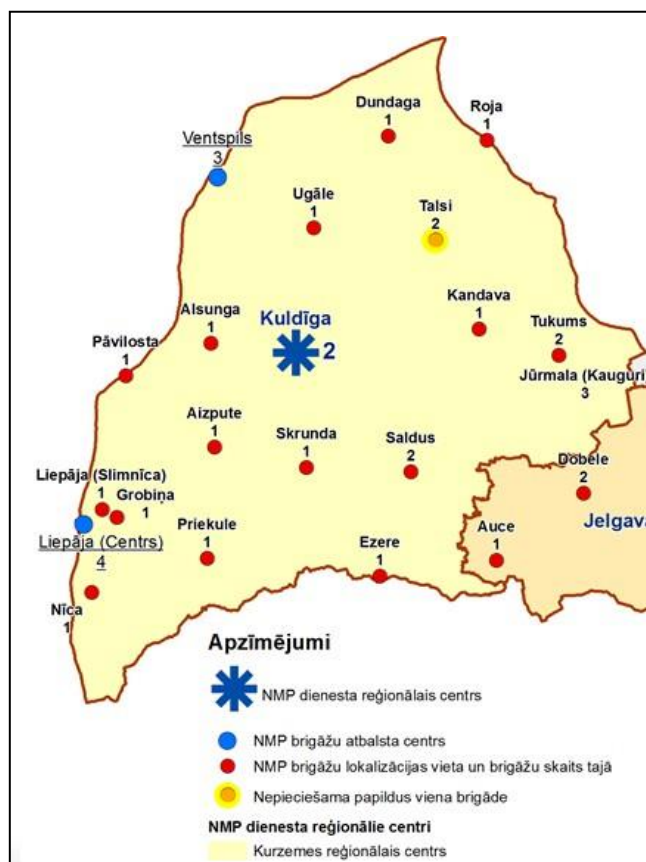 Dundaga
1
Roja
1
Ventspils
3
Ugāle
1
Talsi
2
Alsunga
1
Kuldīga
2
Kandava
1
Tukums
2
Pāvilosta
1
Jūrmala (Kauguri)
3
Aizpute
1
Skrunda
1
Saldus
2
Dobele
2
Liepāja (Slimnīca)
1
Grobiņa
1
Liepāja (Centrs)
4
Priekule
1
Ezere
1
Auce
1
Jelgava
Nīca
1
Apzīmējumi
NMP dienesta reģionālais centrs
NMP brigāžu atbalsta centrs
NMP brigāžu lokalizācijas vieta un brigāžu skaits tajā
Nepieciešama papildus viena brigāde
NMP dienesta reģionālie centri
Kurzemes reģionālais centrs